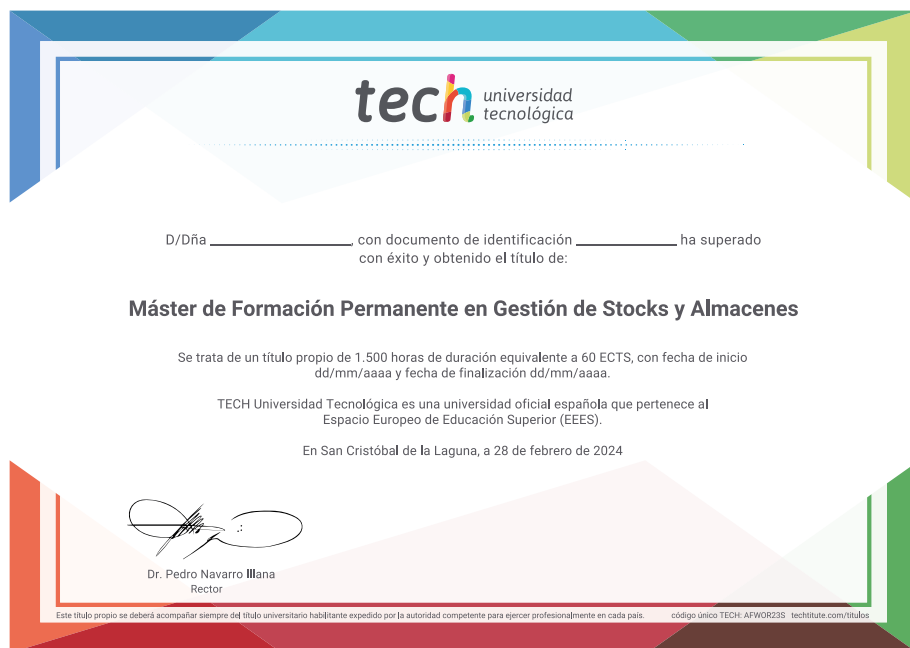 tech universidad
tecnológica
D/Dña ____________________, con documento de identificación ______________ ha superado
con éxito y obtenido el título de:
Máster de Formación Permanente en Gestión de Stocks y Almacenes
Se trata de un título propio de 1.500 horas de duración equivalente a 60 ECTS, con fecha de inicio
dd/mm/aaaa y fecha de finalización dd/mm/aaaa.
TECH Universidad Tecnológica es una universidad oficial española que pertenece al
Espacio Europeo de Educación Superior (EEES).
En San Cristóbal de la Laguna, a 28 de febrero de 2024
Dr. Pedro Navarro Illana
Rector
Este título propio se deberá acompañar siempre del título universitario habilitante expedido por la autoridad competente para ejercer profesionalmente en cada país. código único TECH: AFWOR23S techtitute.com/titulos